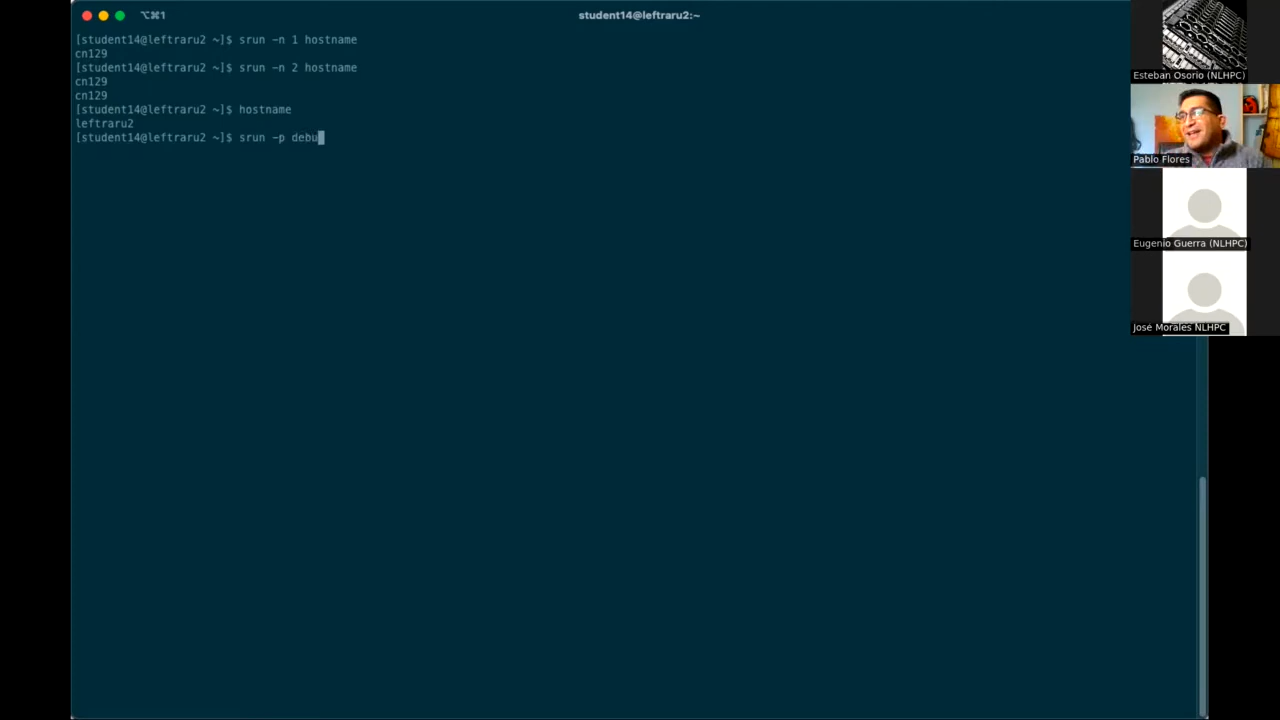 ⌥⌘1
student14@leftraru2:~
[student14@leftraru2 ~]$ srun -n 1 hostname
cn129
[student14@leftraru2 ~]$ srun -n 2 hostname
cn129
cn129
[student14@leftraru2 ~]$ hostname
leftraru2
[student14@leftraru2 ~]$ srun -p debu
Esteban Osorio (NLHPC)
Pablo Flores
Eugenio Guerra (NLHPC)
José Morales NLHPC